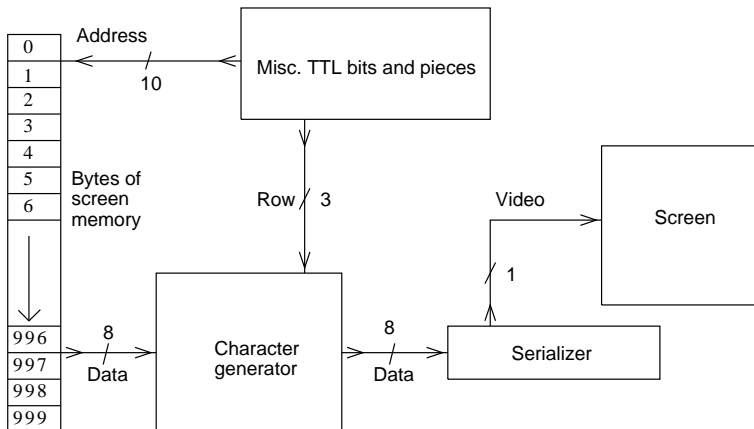 0
1
2
3
4
5
6
996
997
998
999
Address
10
Misc. TTL bits and pieces
Bytes of
screen
memory
Row
3
Video
Screen
1
8
Data
Character
generator
8
Data
Serializer